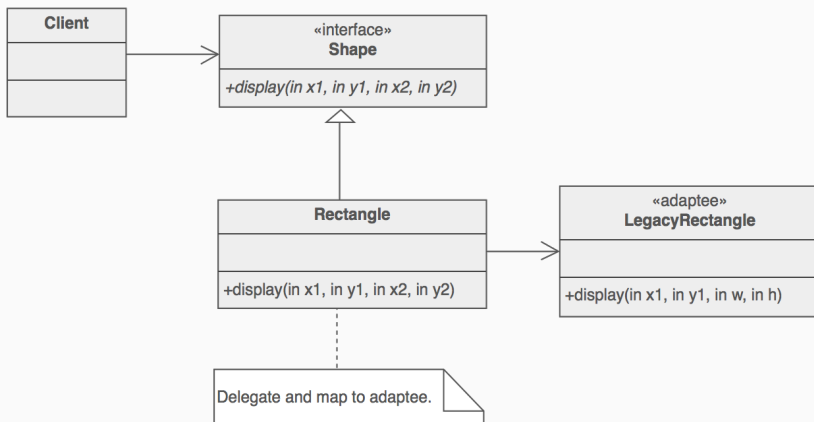 Client
«interface»
Shape
+display(in x1, in y1, in x2, in y2)
Rectangle
+display(in x1, in y1, in x2, in y2)
«adaptee»
LegacyRectangle
+display(in x1, in y1, in w, in h)
Delegate and map to adaptee.